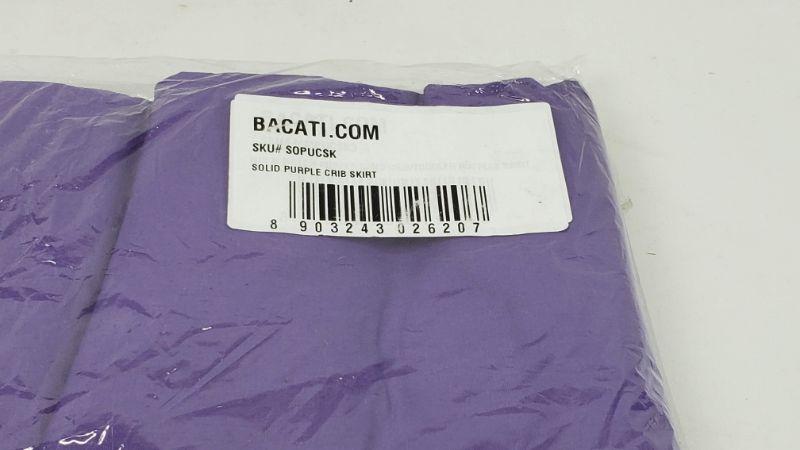 BACATI.COM
SKU# SOPUCSK
SOLID PURPLE CRIB SKIRT
8 903243 026207